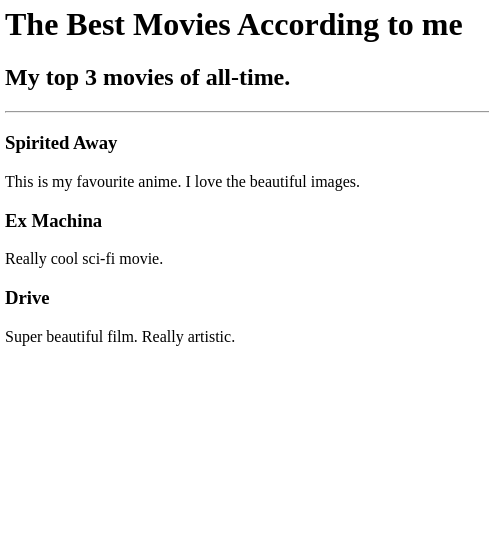 The Best Movies According to me
My top 3 movies of all-time.
Spirited Away
This is my favourite anime. I love the beautiful images.
Ex Machina
Really cool sci-fi movie.
Drive
Super beautiful film. Really artistic.